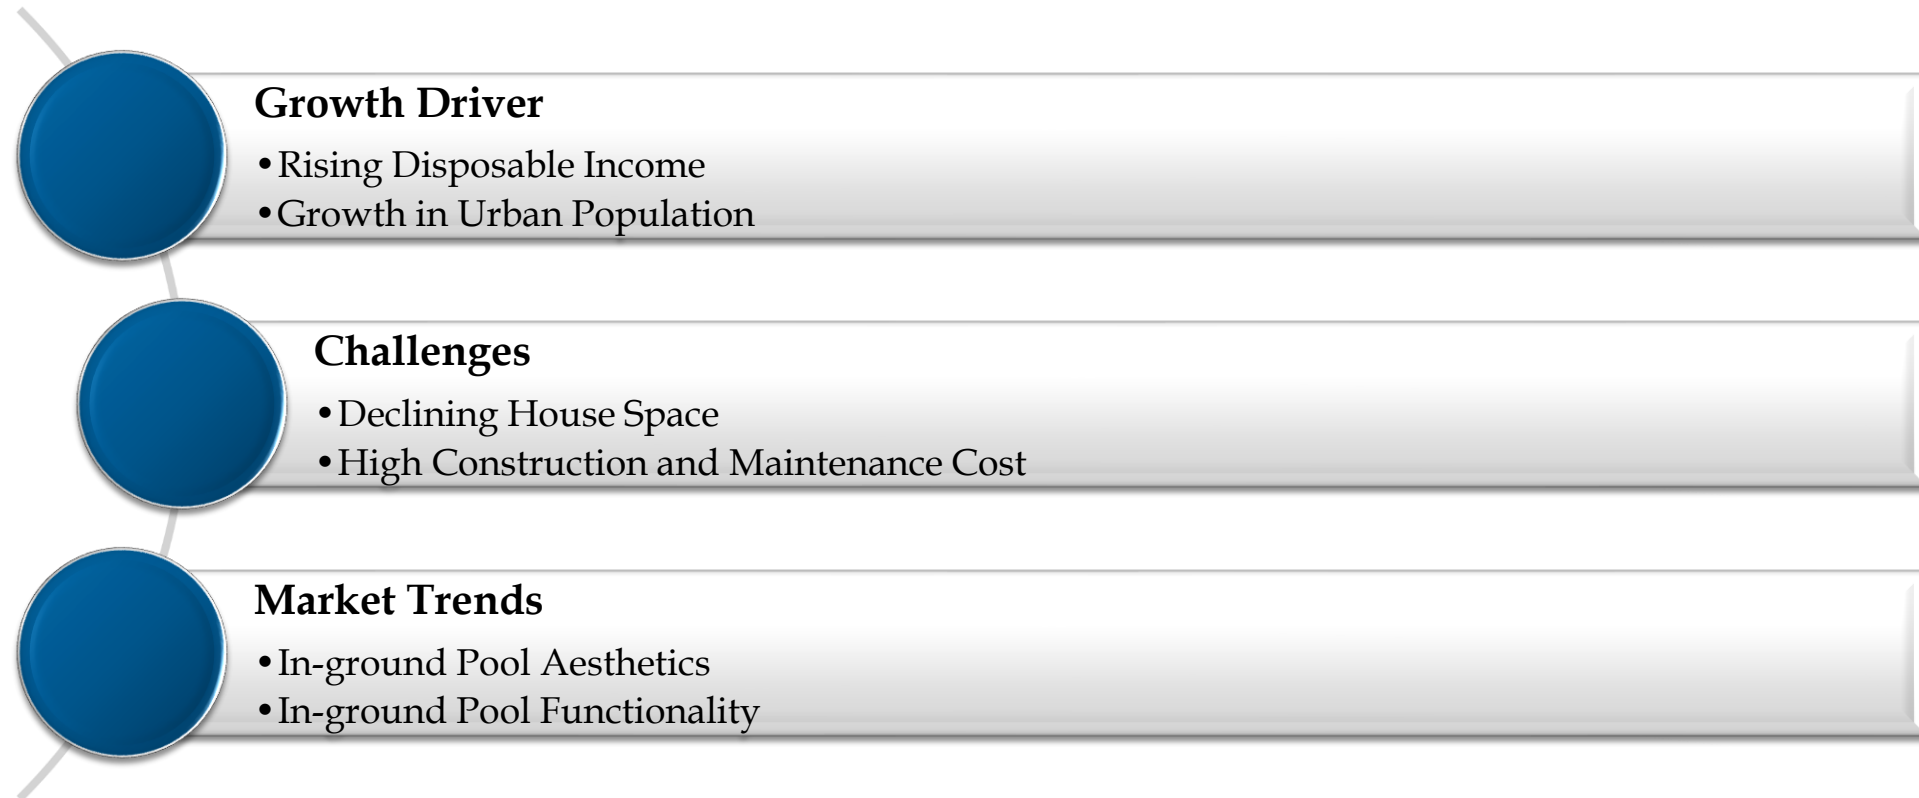 Growth Driver
•Rising Disposable Income
•Growth in Urban Population
Challenges
•Declining House Space
•High Construction and Maintenance Cost
Market Trends
•In-ground Pool Aesthetics
•In-ground Pool Functionality